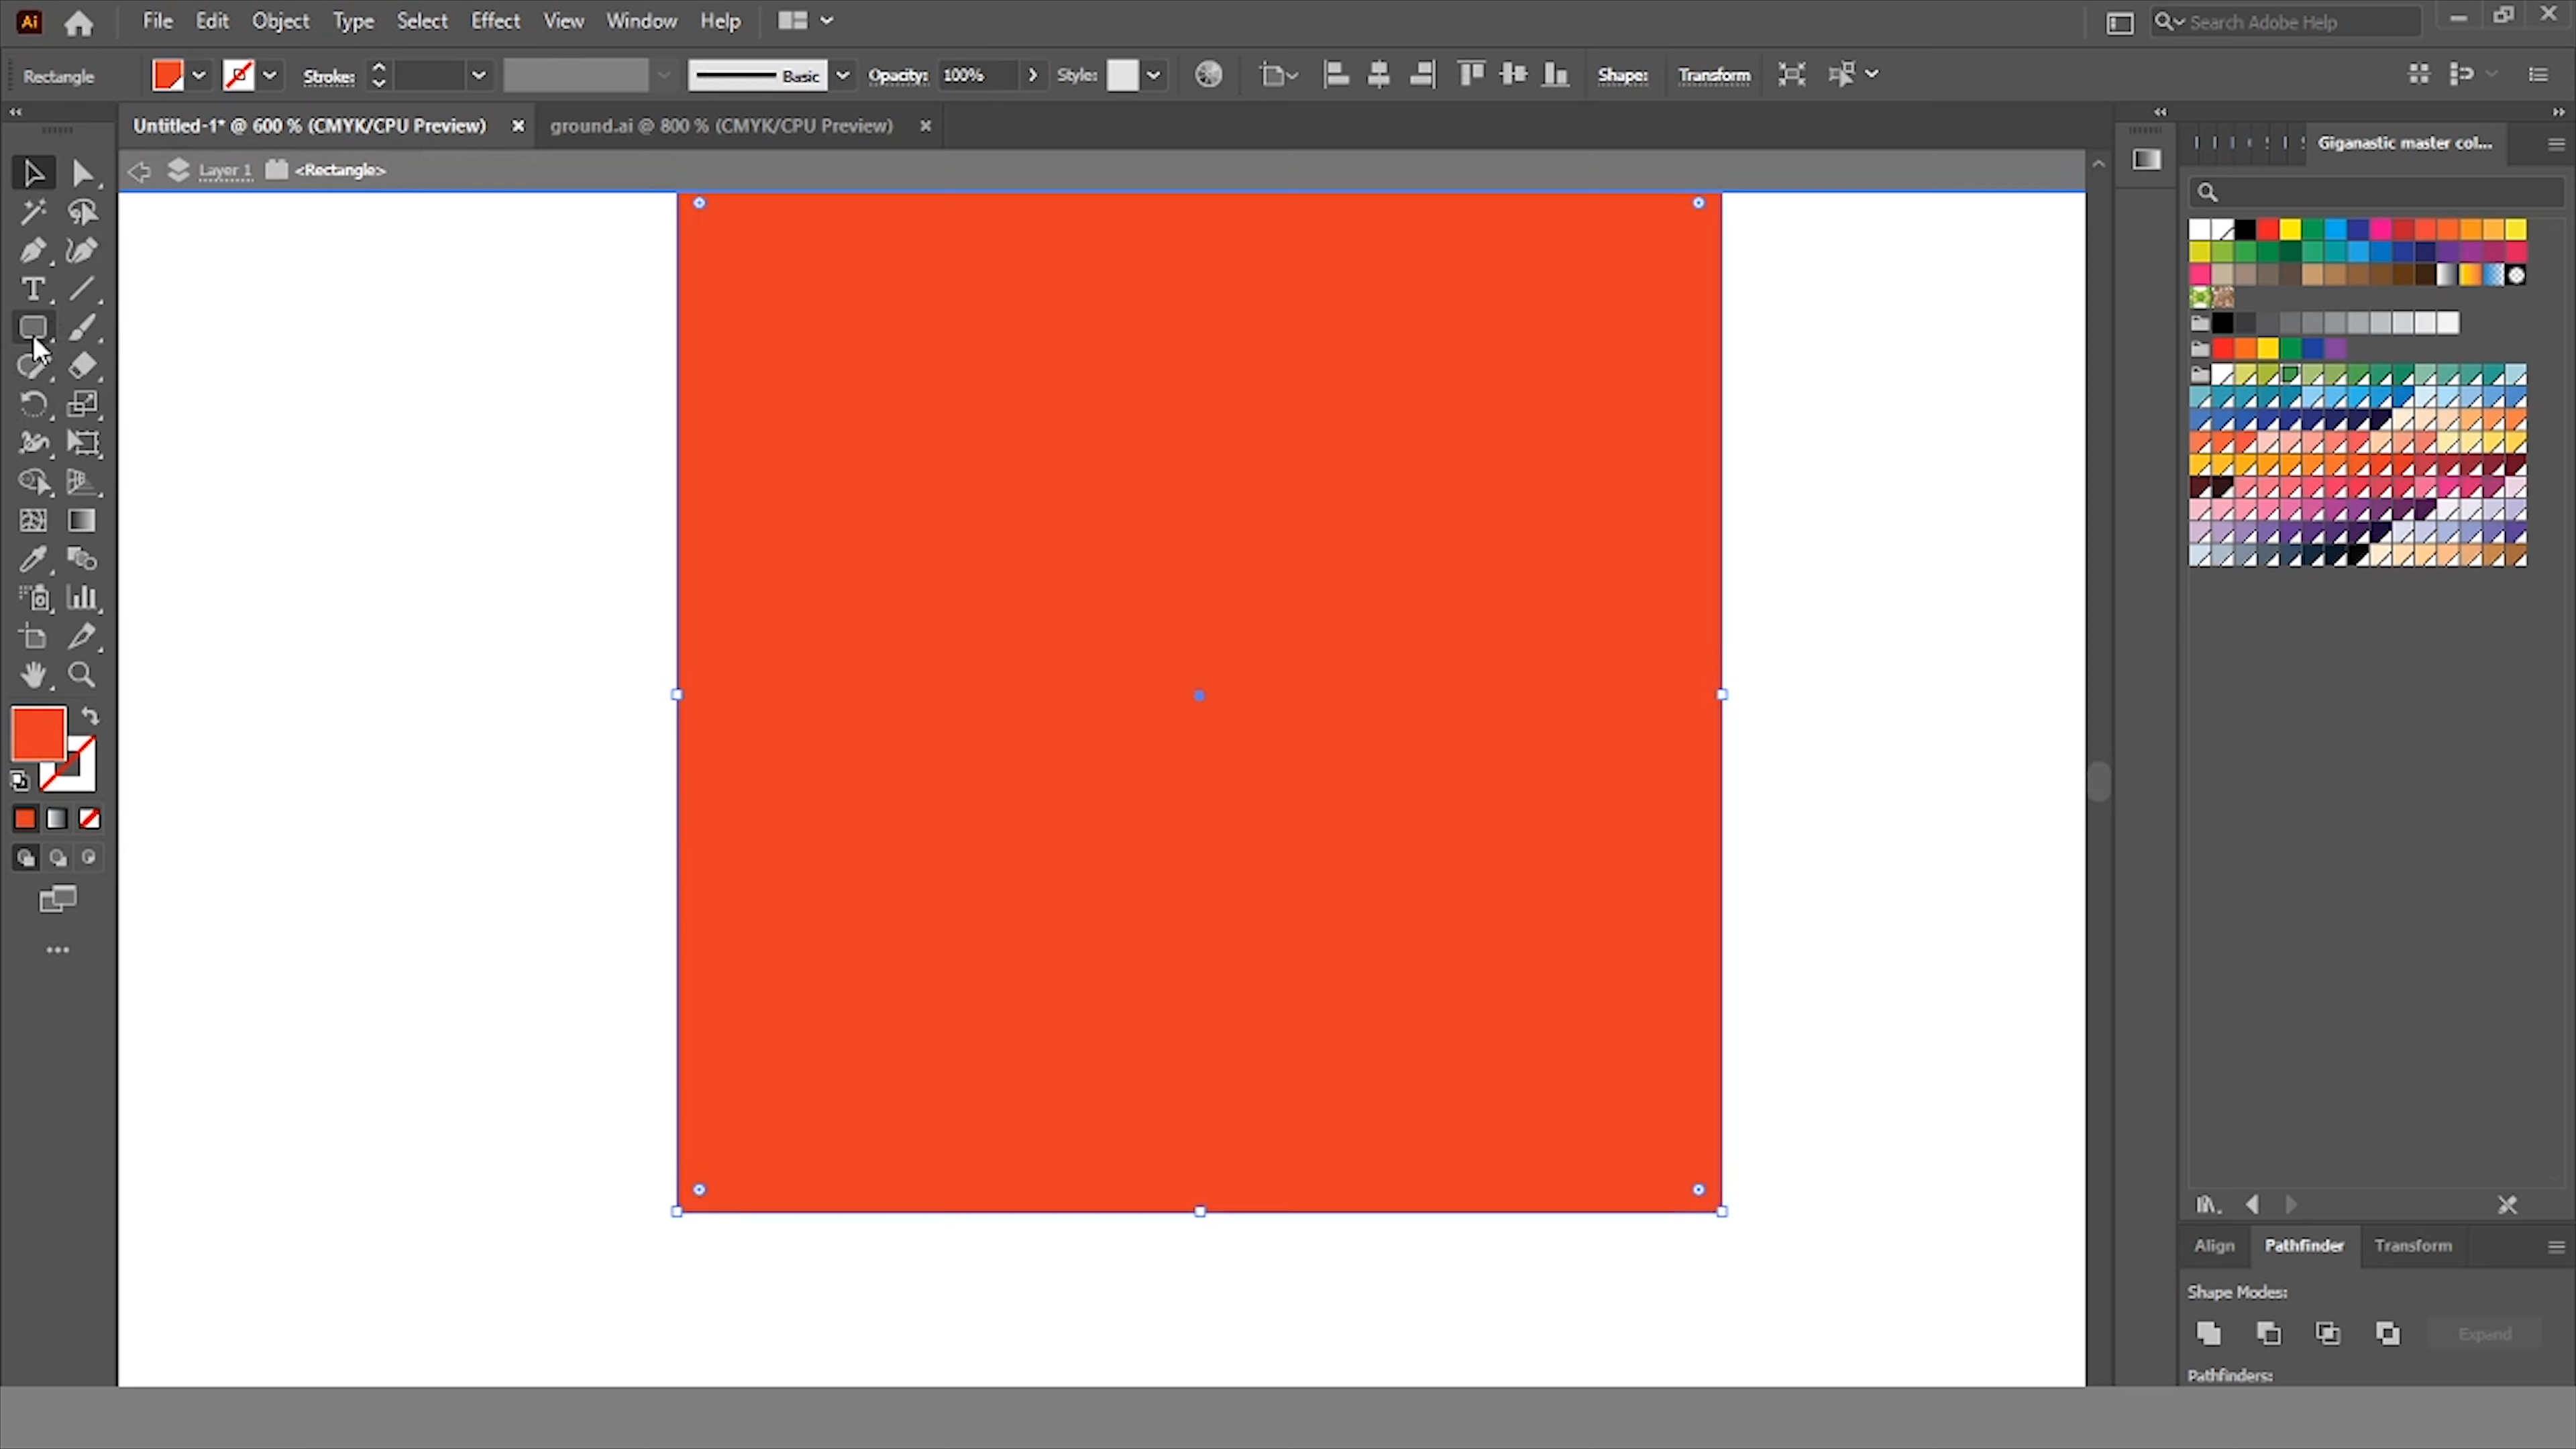 Ai File Edit Object Type Select Effect View Window Help Search Adobe Help
Rectangle Stroke: Basic Opacity: 100% Style: Shape: Transform
Untitled-1* @ 600 % (CMYK/CPU Preview) × ground.ai @ 800 % (CMYK/CPU Preview) ×
Layer 1 <Rectangle>
Giganastic master col...
Align Pathfinder Transform
Shape Modes:
Expand
Pathfinders: